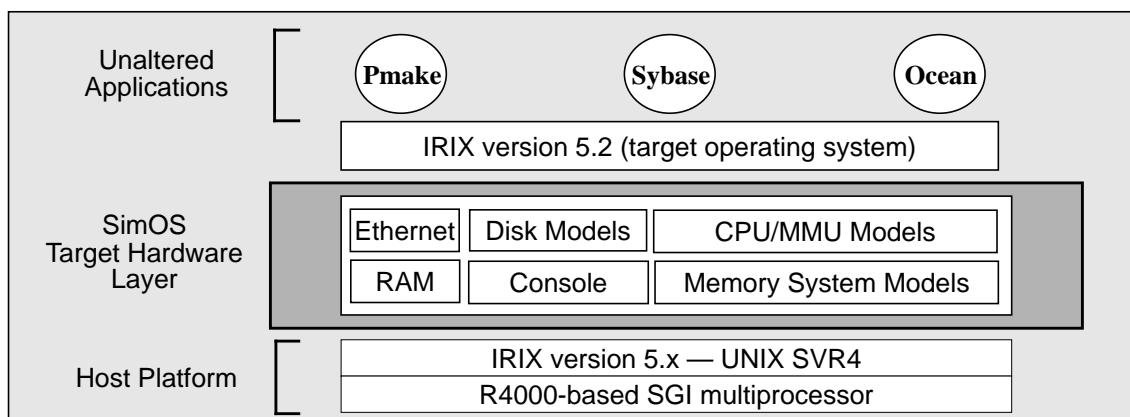 Unaltered
Applications
Pmake
Sybase
Ocean
IRIX version 5.2 (target operating system)
SimOS
Target Hardware
Layer
Ethernet
Disk Models
CPU/MMU Models
RAM
Console
Memory System Models
Host Platform
IRIX version 5.x — UNIX SVR4
R4000-based SGI multiprocessor